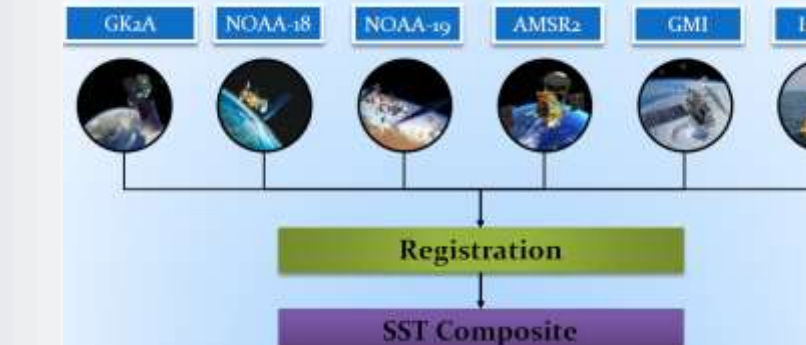 GK2A
NOAA-18
NOAA-19
AMSR2
GMI
Registration
SST Composite